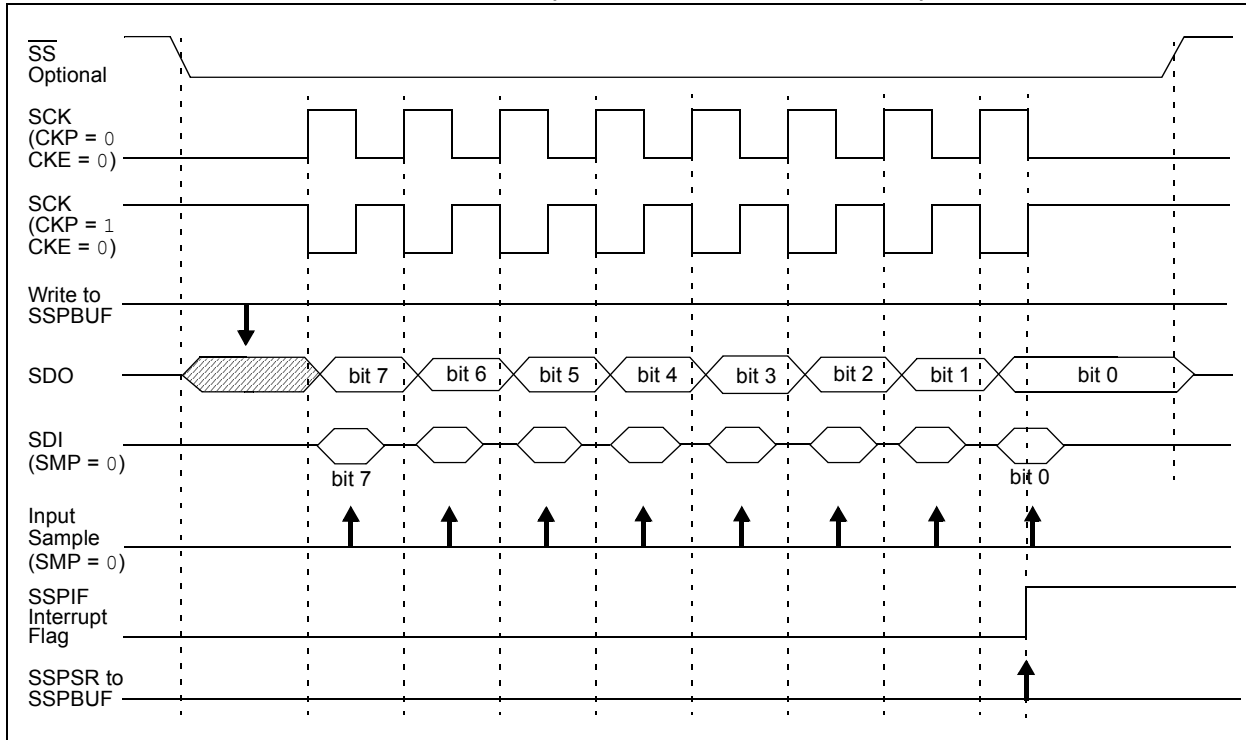 SS
Optional
SCK
(CKP = 0
CKE = 0)
SCK
(CKP = 1
CKE = 0)
Write to
SSPBUF
SDO
bit 7 bit 6 bit 5 bit 4 bit 3 bit 2 bit 1 bit 0
SDI
(SMP = 0)
bit 7 bit 0
Input
Sample
(SMP = 0)
SSPIF
Interrupt
Flag
SSPSR to
SSPBUF